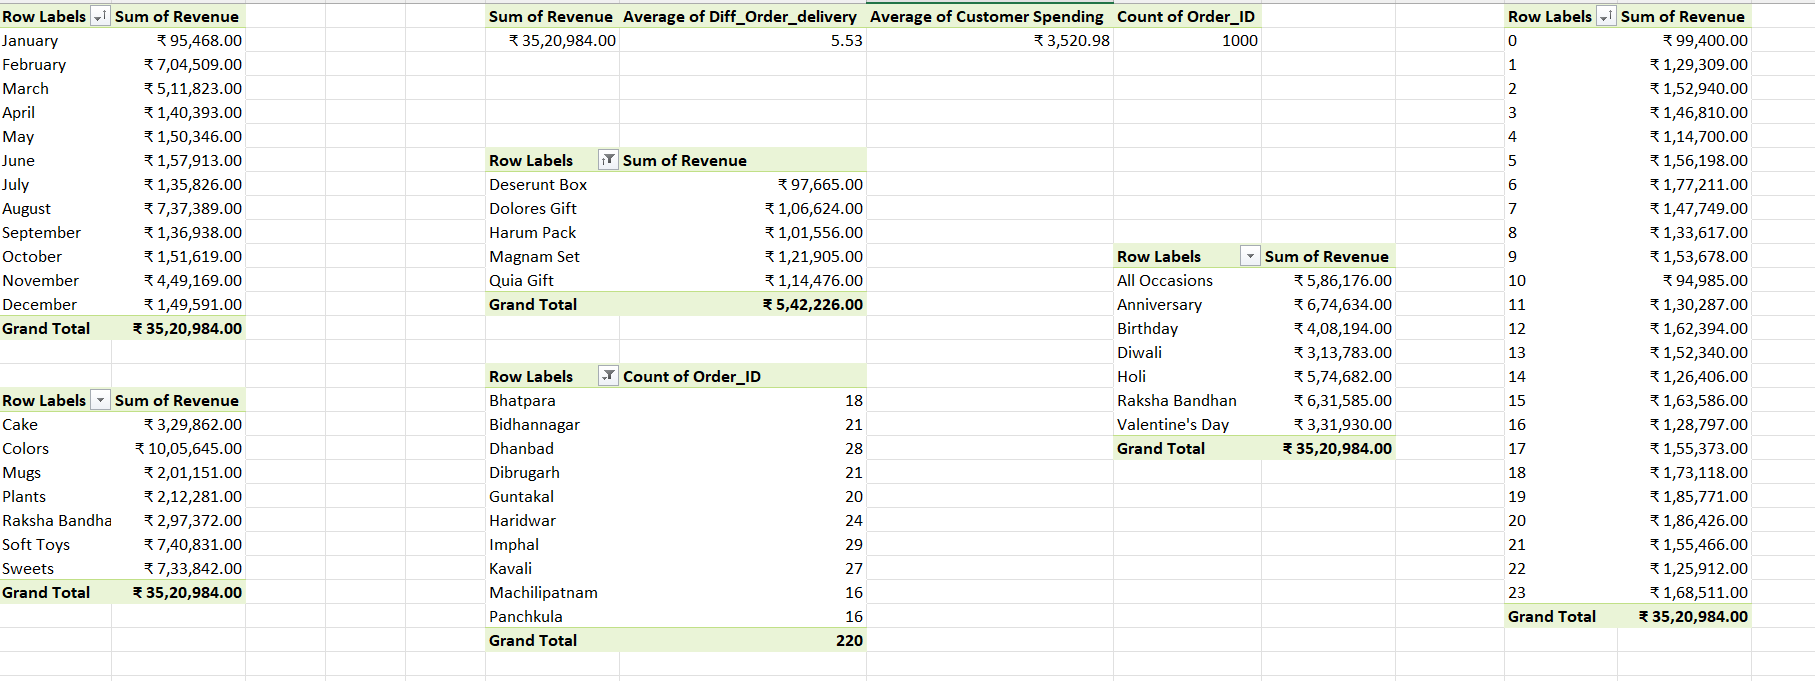 Row Labels Sum of Revenue
January ₹ 95,468.00
February ₹ 7,04,509.00
March ₹ 5,11,823.00
April ₹ 1,40,393.00
May ₹ 1,50,346.00
June ₹ 1,57,913.00
July ₹ 1,35,826.00
August ₹ 7,37,389.00
September ₹ 1,36,938.00
October ₹ 1,51,619.00
November ₹ 4,49,169.00
December ₹ 1,49,591.00
Grand Total ₹ 35,20,984.00
Row Labels Sum of Revenue
Cake ₹ 3,29,862.00
Colors ₹ 10,05,645.00
Mugs ₹ 2,01,151.00
Plants ₹ 2,12,281.00
Raksha Bandha ₹ 2,97,372.00
Soft Toys ₹ 7,40,831.00
Sweets ₹ 7,33,842.00
Grand Total ₹ 35,20,984.00
Sum of Revenue Average of Diff_Order_delivery Average of Customer Spending Count of Order_ID
₹ 35,20,984.00 5.53 ₹ 3,520.98 1000
Row Labels Sum of Revenue
Deserunt Box ₹ 97,665.00
Dolores Gift ₹ 1,06,624.00
Harum Pack ₹ 1,01,556.00
Magnam Set ₹ 1,21,905.00
Quia Gift ₹ 1,14,476.00
Grand Total ₹ 5,42,226.00
Row Labels Count of Order_ID
Bhatpara 18
Bidhannagar 21
Dhanbad 28
Dibrugarh 21
Guntakal 20
Haridwar 24
Imphal 29
Kavali 27
Machilipatnam 16
Panchkula 16
Grand Total 220
Row Labels Sum of Revenue
All Occasions ₹ 5,86,176.00
Anniversary ₹ 6,74,634.00
Birthday ₹ 4,08,194.00
Diwali ₹ 3,13,783.00
Holi ₹ 5,74,682.00
Raksha Bandhan ₹ 6,31,585.00
Valentine's Day ₹ 3,31,930.00
Grand Total ₹ 35,20,984.00
Row Labels Sum of Revenue
0 ₹ 99,400.00
1 ₹ 1,29,309.00
2 ₹ 1,52,940.00
3 ₹ 1,46,810.00
4 ₹ 1,14,700.00
5 ₹ 1,56,198.00
6 ₹ 1,77,211.00
7 ₹ 1,47,749.00
8 ₹ 1,33,617.00
9 ₹ 1,53,678.00
10 ₹ 94,985.00
11 ₹ 1,30,287.00
12 ₹ 1,62,394.00
13 ₹ 1,52,340.00
14 ₹ 1,26,406.00
15 ₹ 1,63,586.00
16 ₹ 1,28,797.00
17 ₹ 1,55,373.00
18 ₹ 1,73,118.00
19 ₹ 1,85,771.00
20 ₹ 1,86,426.00
21 ₹ 1,55,466.00
22 ₹ 1,25,912.00
23 ₹ 1,68,511.00
Grand Total ₹ 35,20,984.00